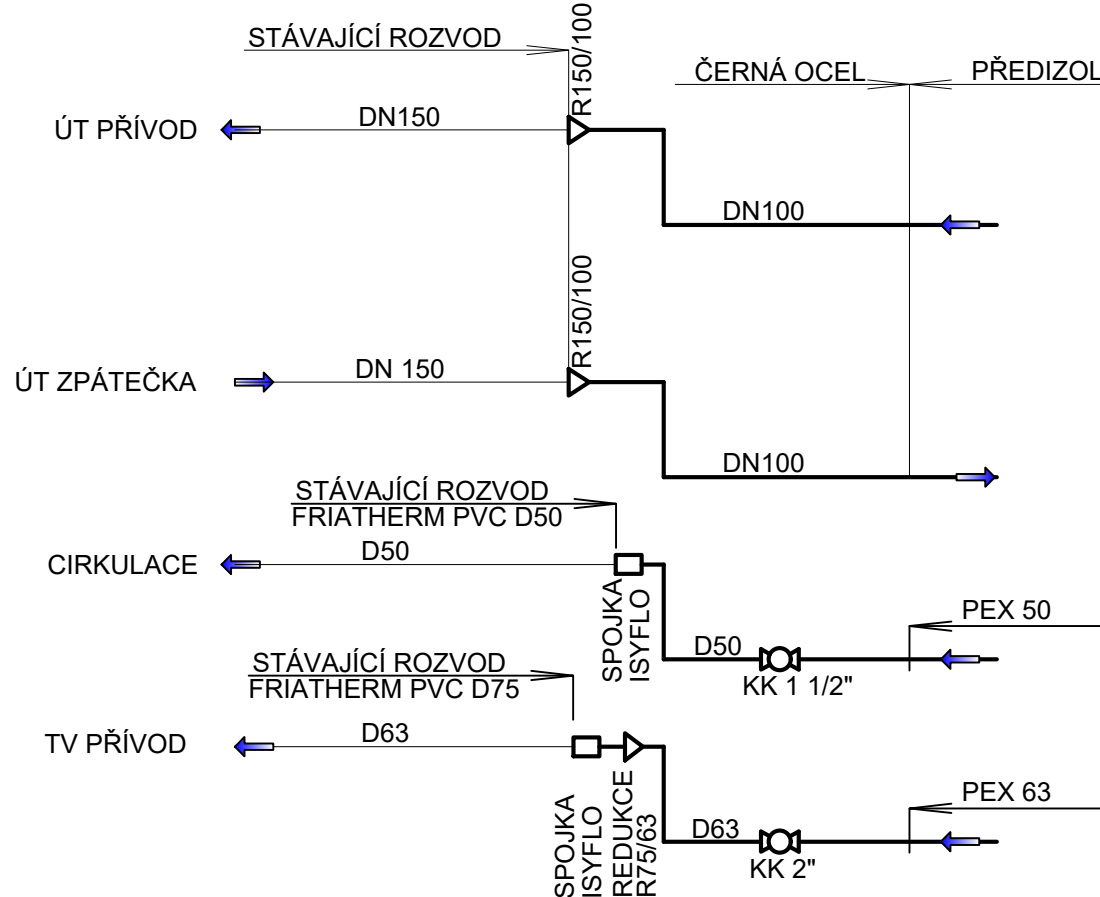 STÁVAJÍCÍ ROZVOD
R150/100
ČERNÁ OCEL
PŘEDIZOL
ÚT PŘÍVOD
DN150
DN100
R150/100
ÚT ZPÁTEČKA
DN 150
DN100
STÁVAJÍCÍ ROZVOD
FRIATHERM PVC D50
CIRKULACE
D50
SPOJKA
ISYFLO
D50
KK 1 1/2"
PEX 50
STÁVAJÍCÍ ROZVOD
FRIATHERM PVC D75
TV PŘÍVOD
D63
SPOJKA
ISYFLO
REDUKCE
R75/63
D63
KK 2"
PEX 63